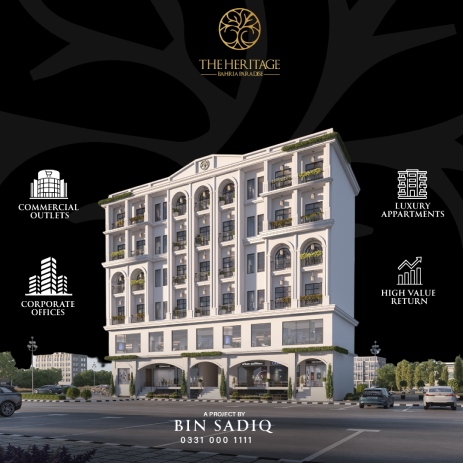 THE HERITAGE
BAHRIA PARADISE
COMMERCIAL
OUTLETS
LUXURY
APPARTMENTS
CORPORATE
OFFICES
HIGH VALUE
RETURN
A PROJECT BY
BIN SADIQ
0331 000 1111